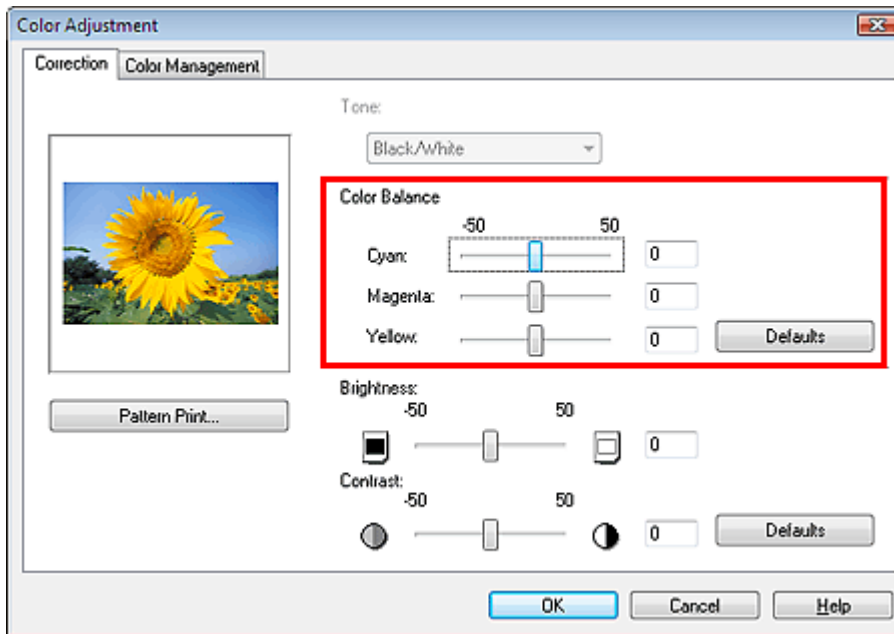 Color Adjustment
Correction
Color Management
Tone:
Black/White
Color Balance
-50 50
Cyan: 0
Magenta: 0
Yellow: 0 Defaults
Pattern Print...
Brightness:
-50 50
0
Contrast:
-50 50
0 Defaults
OK Cancel Help